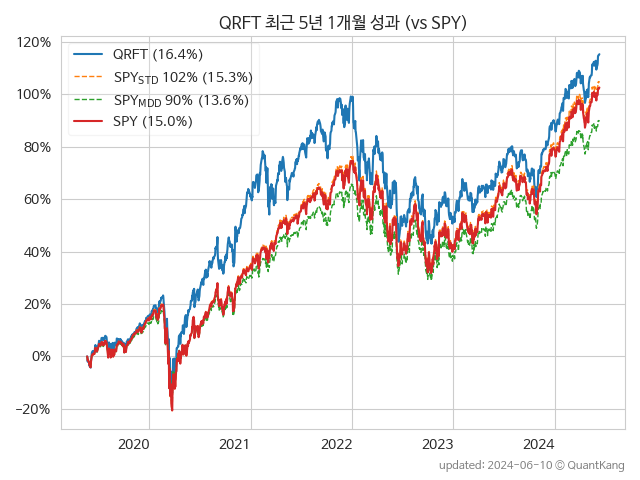 QRFT 최근 5년 1개월 성과 (vs SPY)
120%
100%
80%
60%
40%
20%
0%
−20%
QRFT (16.4%)
SPY_STD 102% (15.3%)
SPY_MDD 90% (13.6%)
SPY (15.0%)
2020 2021 2022 2023 2024
updated: 2024-06-10 © QuantKang